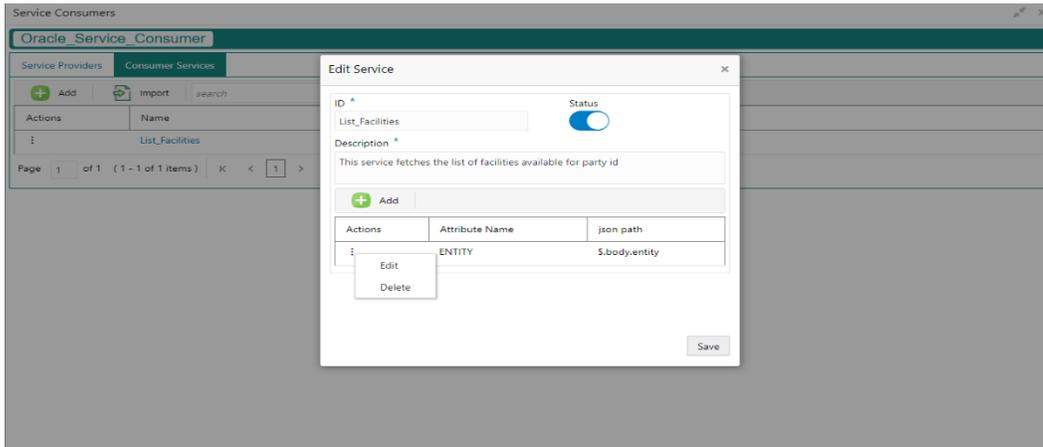 Service Consumers
Oracle_Service_Consumer
Service Providers Consumer Services
Add Import search
Actions Name
List_Facilities
Page 1 of 1 (1 - 1 of 1 items) K < 1 >
Edit Service ×
ID * Status
List_Facilities
Description *
This service fetches the list of facilities available for party id
Add
Actions Attribute Name json path
ENTITY $.body.entity
Edit
Delete
Save